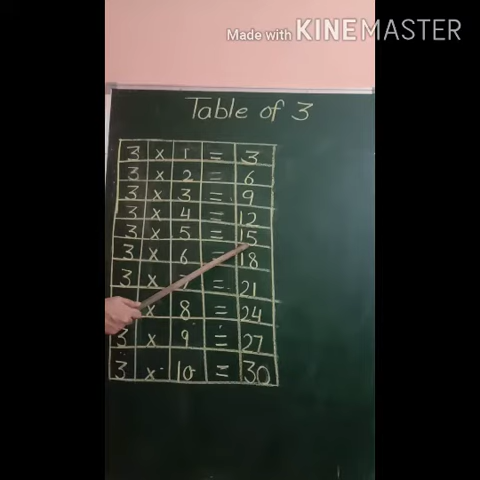 Made with KINEMASTER
Table of 3
3 x 1 = 3
3 x 2 = 6
3 x 3 = 9
3 x 4 = 12
3 x 5 = 15
3 x 6 = 18
3 x = 21
x 8 = 24
3 x 9 = 27
3 x 10 = 30